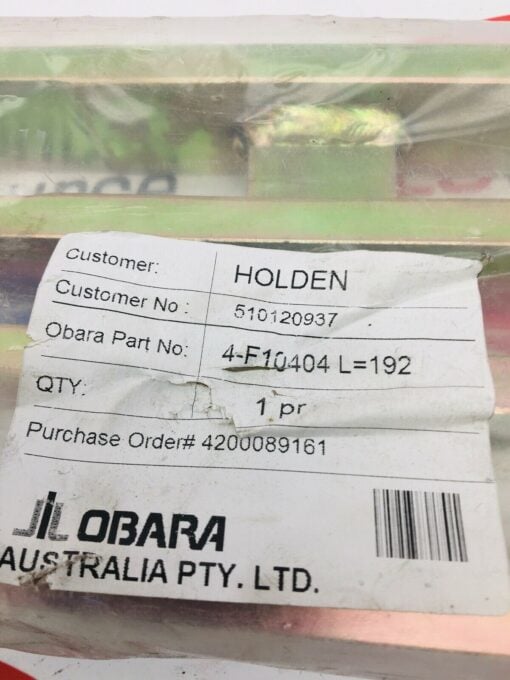 Customer: HOLDEN
Customer No : 510120937
Obara Part No: 4-F10404 L=192
QTY: 1 pr
Purchase Order# 4200089161
OBARA
AUSTRALIA PTY. LTD.